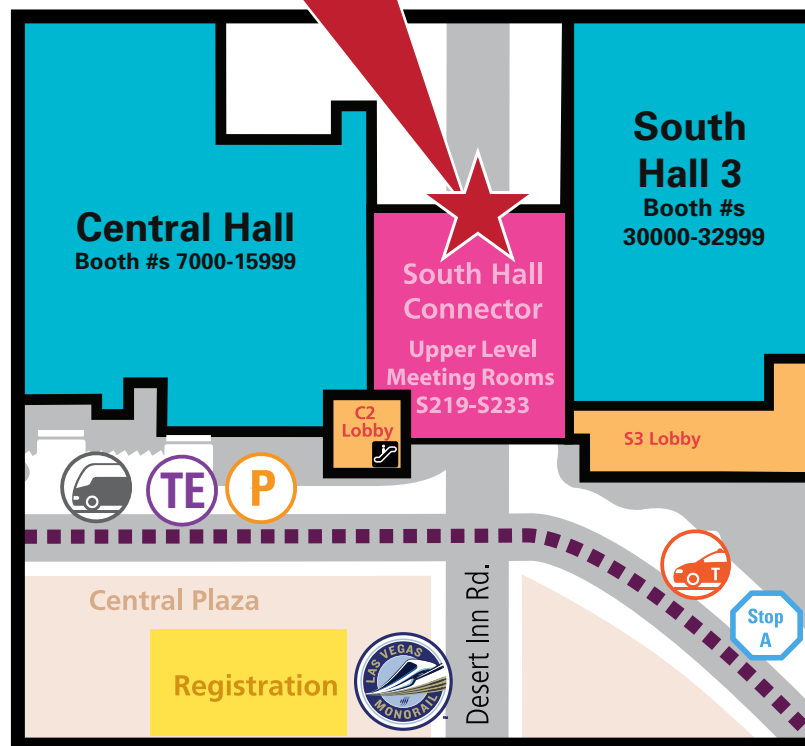 Central Hall
Booth #s 7000-15999
South
Hall 3
Booth #s
30000-32999
South Hall
Connector
Upper Level
Meeting Rooms
S219-S233
C2
Lobby
S3 Lobby
TE
P
T
Stop
A
Central Plaza
Registration
LAS VEGAS
MONORAIL
Desert Inn Rd.